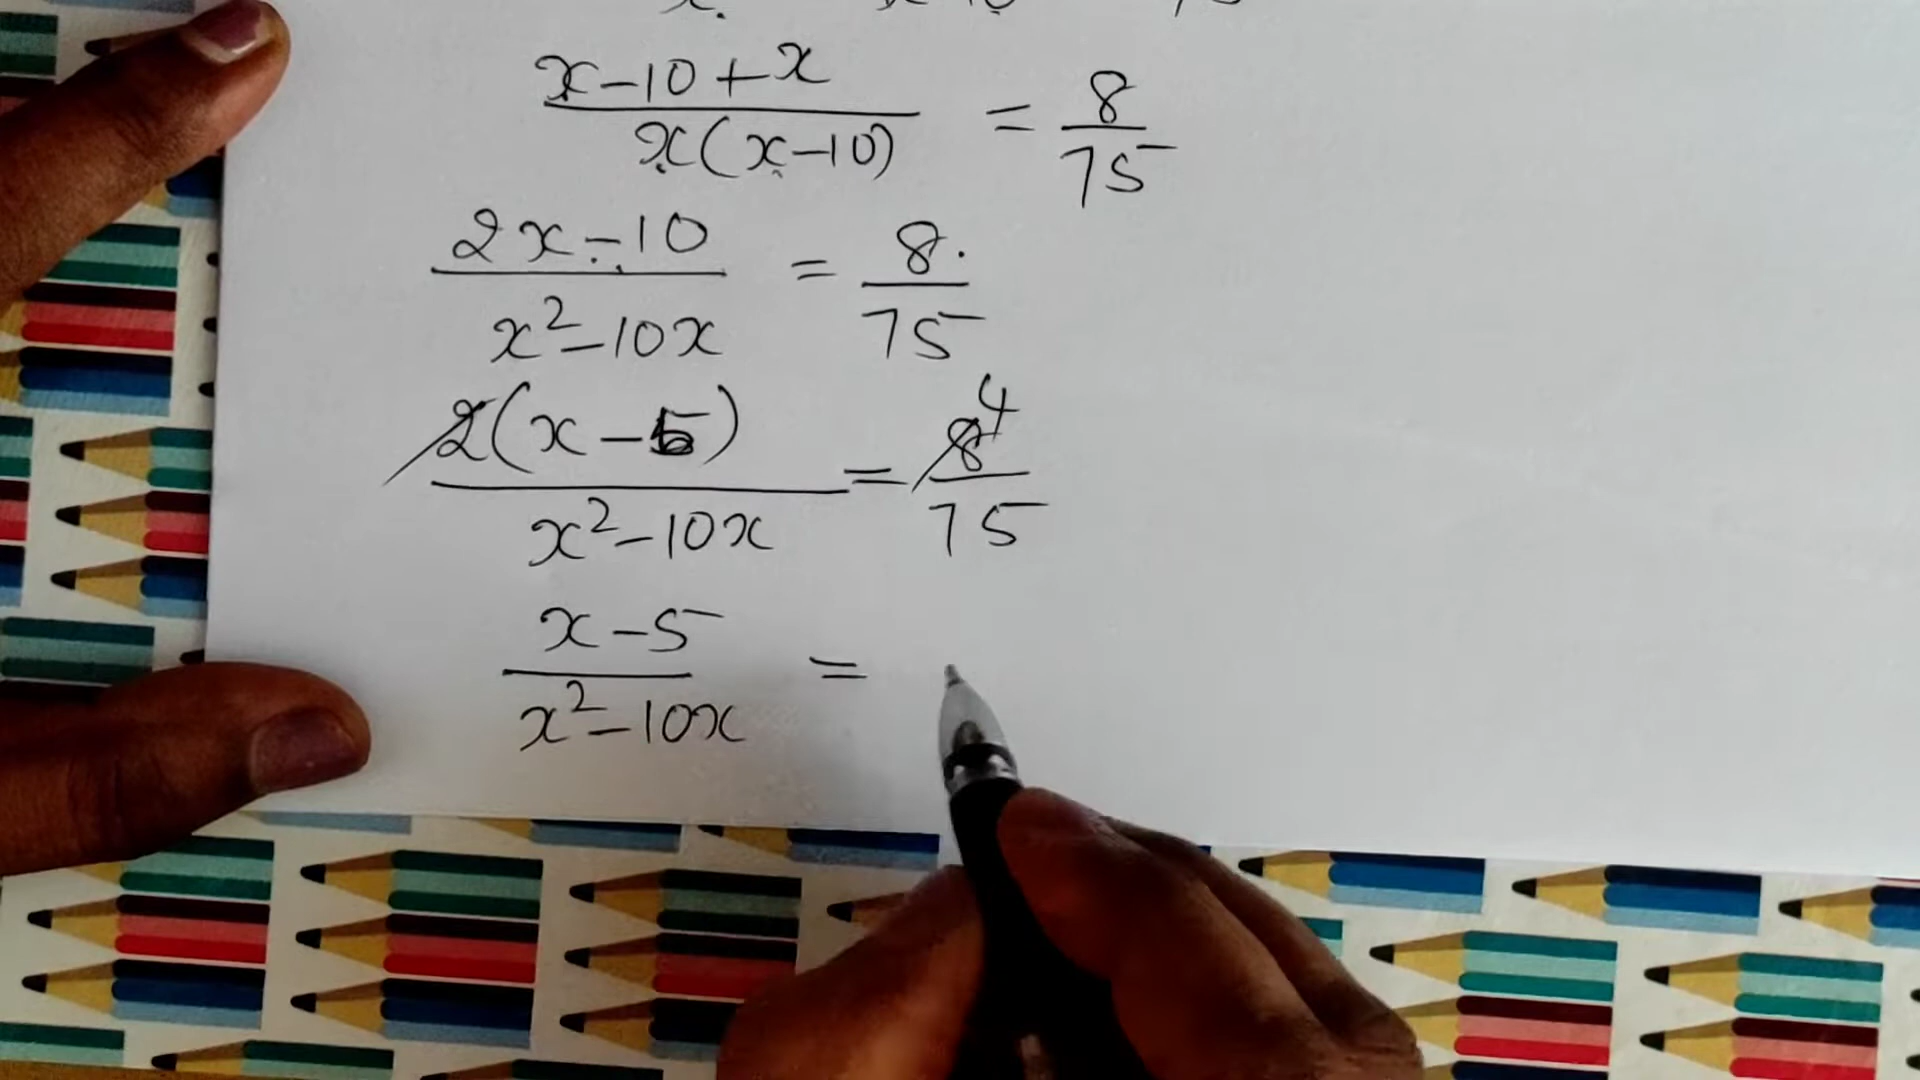 x-10+x / x(x-10) = 8/75
2x-10 / x²-10x = 8/75
2(x-5) / x²-10x = 8 4 / 75
x-5 / x²-10x =